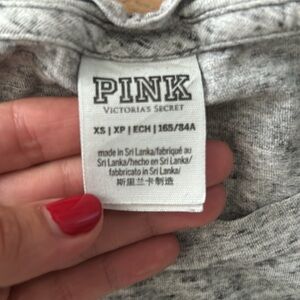 PINK
VICTORIA'S SECRET
XS | XP | ECH | 165/84A
made in Sri Lanka/fabriqué au
Sri Lanka/hecho en Sri Lanka/
fabbricato in Sri Lanka/
斯里兰卡制造